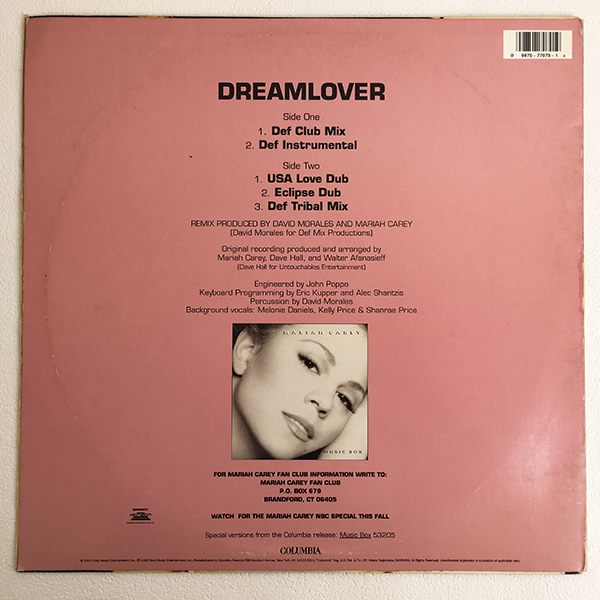 0 9870-77079-1 4
DREAMLOVER
Side One
1. Def Club Mix
2. Def Instrumental
Side Two
1. USA Love Dub
2. Eclipse Dub
3. Def Tribal Mix
REMIX PRODUCED BY DAVID MORALES AND MARIAH CAREY
(David Morales for Def Mix Productions)
Original recording produced and arranged by
Mariah Carey, Dave Hall, and Walter Afanasieff
(Dave Hall for Untouchables Entertainment)
Engineered by John Poppo
Keyboard Programming by Eric Kupper and Alec Shantzis
Percussion by David Morales
Background vocals: Melonie Daniels, Kelly Price & Shanrae Price
MARIAH CAREY
MUSIC BOX
FOR MARIAH CAREY FAN CLUB INFORMATION WRITE TO:
MARIAH CAREY FAN CLUB
P.O. BOX 679
BRANFORD, CT 06405
WATCH FOR THE MARIAH CAREY NBC SPECIAL THIS FALL
Special versions from the Columbia release: Music Box 53205
COLUMBIA